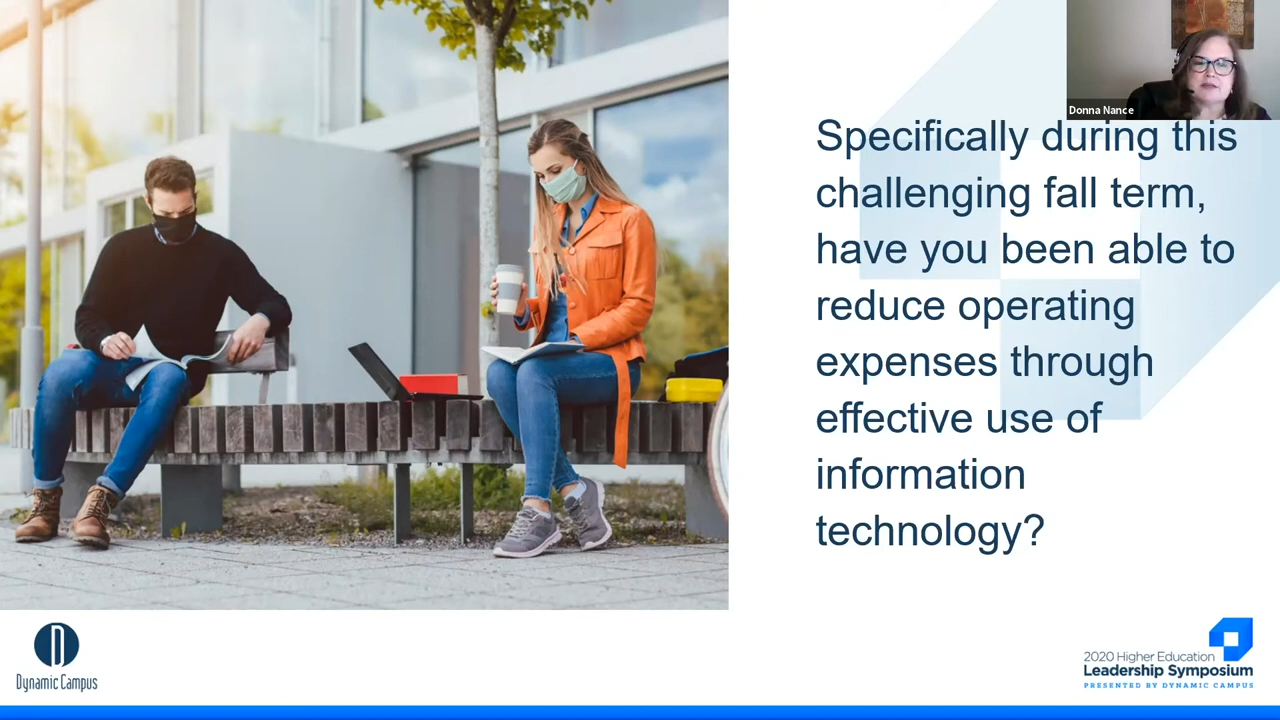 Donna Nance
Specifically during this
challenging fall term,
have you been able to
reduce operating
expenses through
effective use of
information
technology?
D
Dynamic Campus
2020 Higher Education
Leadership Symposium
PRESENTED BY DYNAMIC CAMPUS